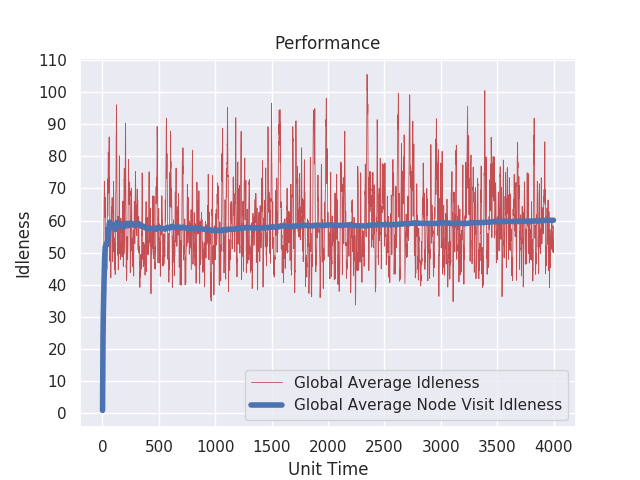 Performance
110
100
90
80
70
60
50
40
30
20
10
0
Idleness
Global Average Idleness
Global Average Node Visit Idleness
0 500 1000 1500 2000 2500 3000 3500 4000
Unit Time